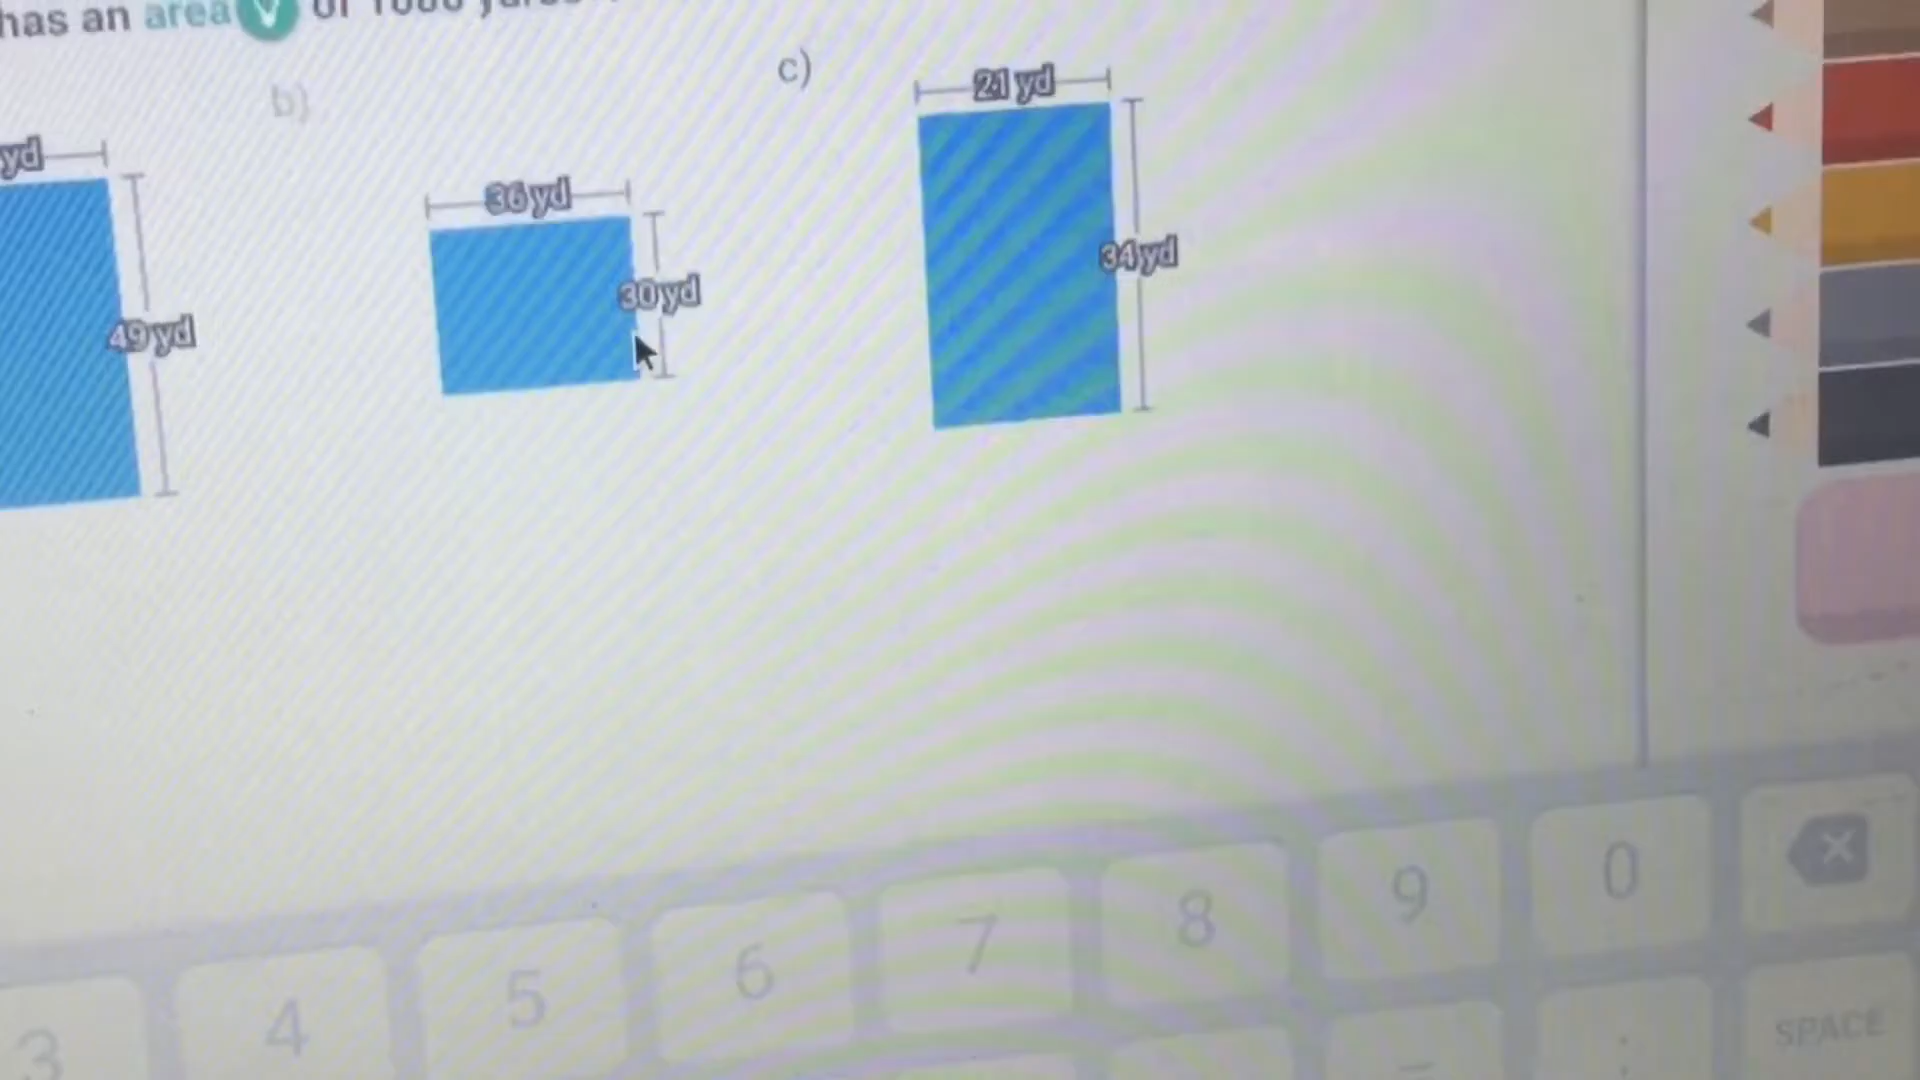 has an area of
b)
c)
yd
49 yd
36 yd
30 yd
21 yd
34 yd
3 4 5 6 7 8 9 0
= : SPACE